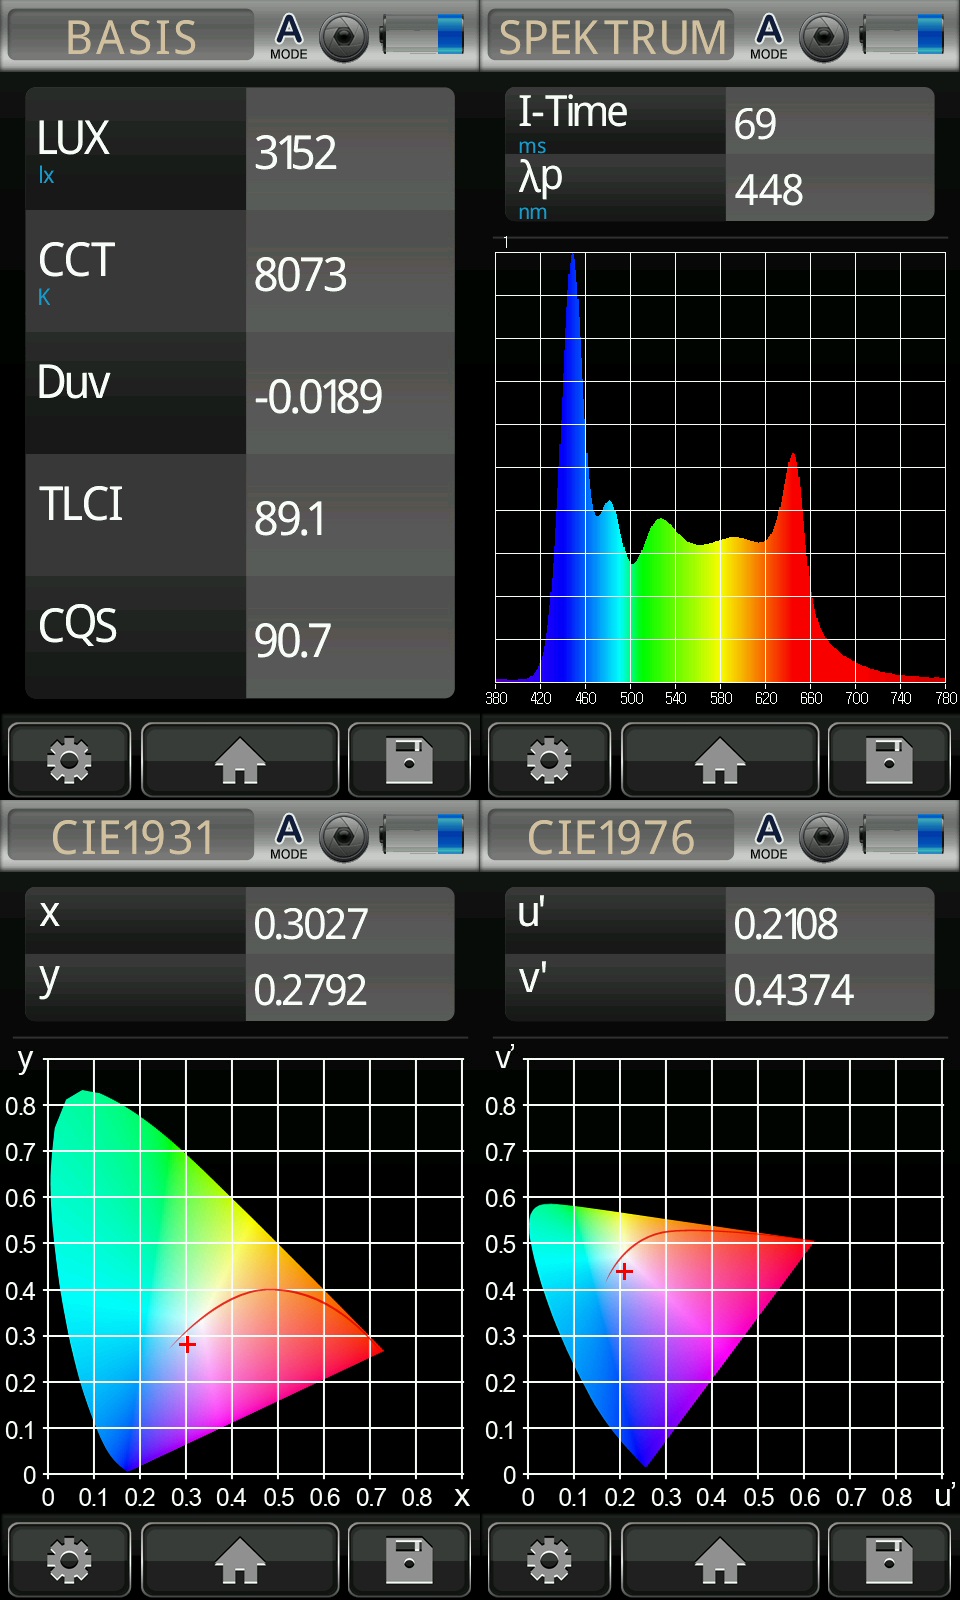 BASIS
A
MODE
LUX
lx
3152
CCT
K
8073
Duv
-0.0189
TLCI
89.1
CQS
90.7
SPEKTRUM
A
MODE
I-Time
ms
69
λp
nm
448
1
380 420 460 500 540 580 620 660 700 740 780
CIE1931
A
MODE
x
0.3027
y
0.2792
y
0.8
0.7
0.6
0.5
0.4
0.3
0.2
0.1
0
0 0.1 0.2 0.3 0.4 0.5 0.6 0.7 0.8 x
CIE1976
A
MODE
u'
0.2108
v'
0.4374
v'
0.8
0.7
0.6
0.5
0.4
0.3
0.2
0.1
0
0 0.1 0.2 0.3 0.4 0.5 0.6 0.7 0.8 u'